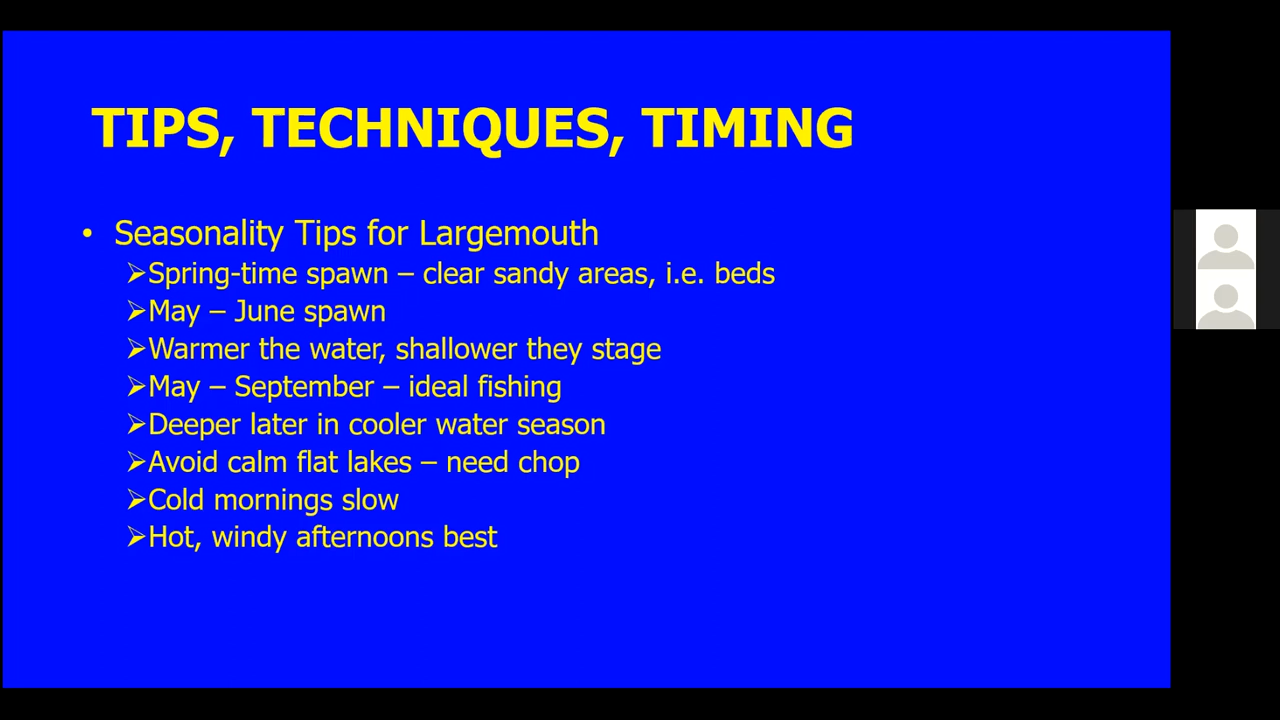 TIPS, TECHNIQUES, TIMING
• Seasonality Tips for Largemouth
➢Spring-time spawn – clear sandy areas, i.e. beds
➢May – June spawn
➢Warmer the water, shallower they stage
➢May – September – ideal fishing
➢Deeper later in cooler water season
➢Avoid calm flat lakes – need chop
➢Cold mornings slow
➢Hot, windy afternoons best